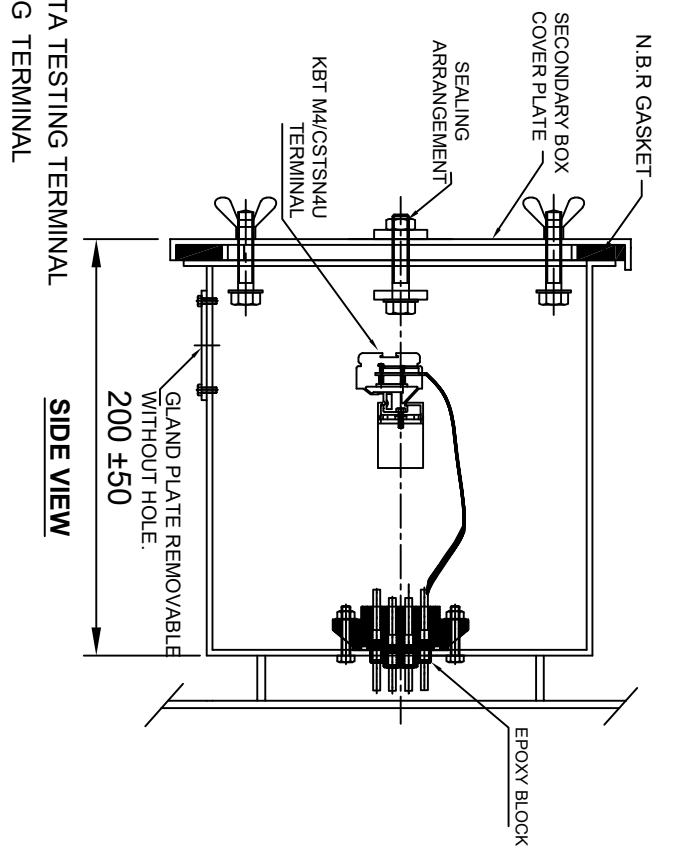 N.B.R GASKET
SECONDARY BOX
COVER PLATE
SEALING
ARRANGEMENT
KBT M4/CSTSN4U
TERMINAL
EPOXY BLOCK
GLAND PLATE REMOVABLE
WITHOUT HOLE.
200 ±50
SIDE VIEW
TA TESTING TERMINAL
G TERMINAL